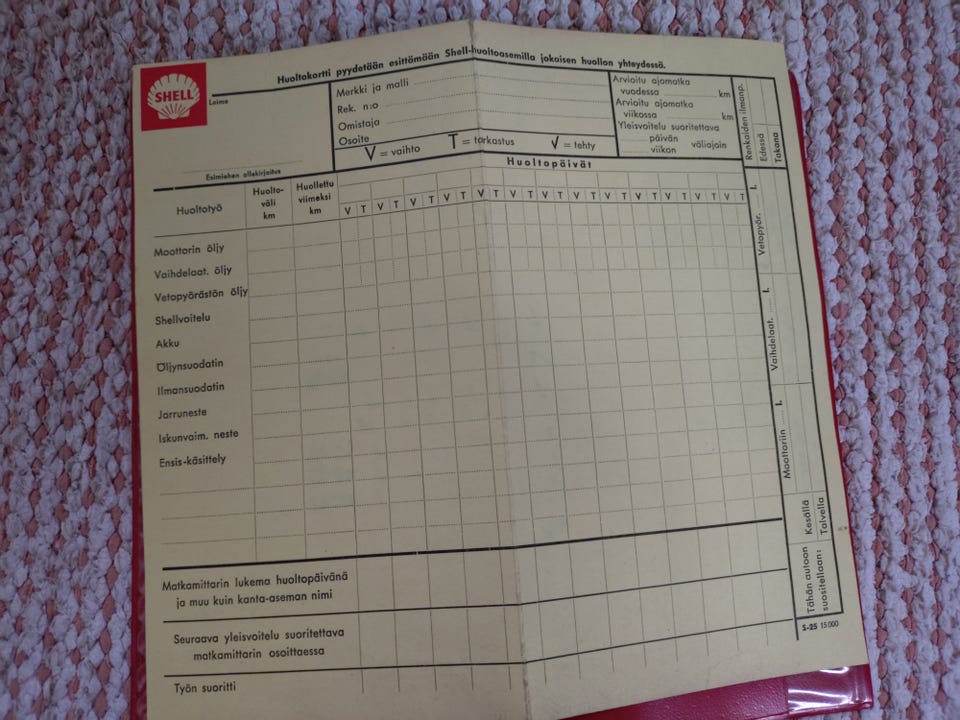 Huoltokortti pyydetään esittämään Shell-huoltoasemilla jokaisen huollon yhteydessä.
SHELL
Leima
Esimiehen allekirjoitus
Merkki ja malli
Rek. n:o
Omistaja
Osoite
V = vaihto T = tarkastus √ = tehty
Arvioitu ajomatka
vuodessa km
Arvioitu ajomatka
viikossa km
Yleisvoitelu suoritettava
päivän
viikon väliajoin
Renkaiden ilmanp.
Edessä
Takana
Huoltotyö
Huolto-
väli
km
Huollettu
viimeksi
km
Huoltopäivät
V T V T V T V T V T V T V T V T V T V T V T V T V T
Moottorin öljy
Vaihdelaat. öljy
Vetopyörästön öljy
Shellvoitelu
Akku
Öljynsuodatin
Ilmansuodatin
Jarruneste
Iskunvaim. neste
Ensis-käsittely
Matkamittarin lukema huoltopäivänä
ja muu kuin kanta-aseman nimi
Seuraava yleisvoitelu suoritettava
matkamittarin osoittaessa
Työn suoritti
Tähän autoon
suositellaan:
Kesällä
Talvella
Moottoriin l.
Vaihdelaat. l.
Vetopyör. l.
S-25 15 000